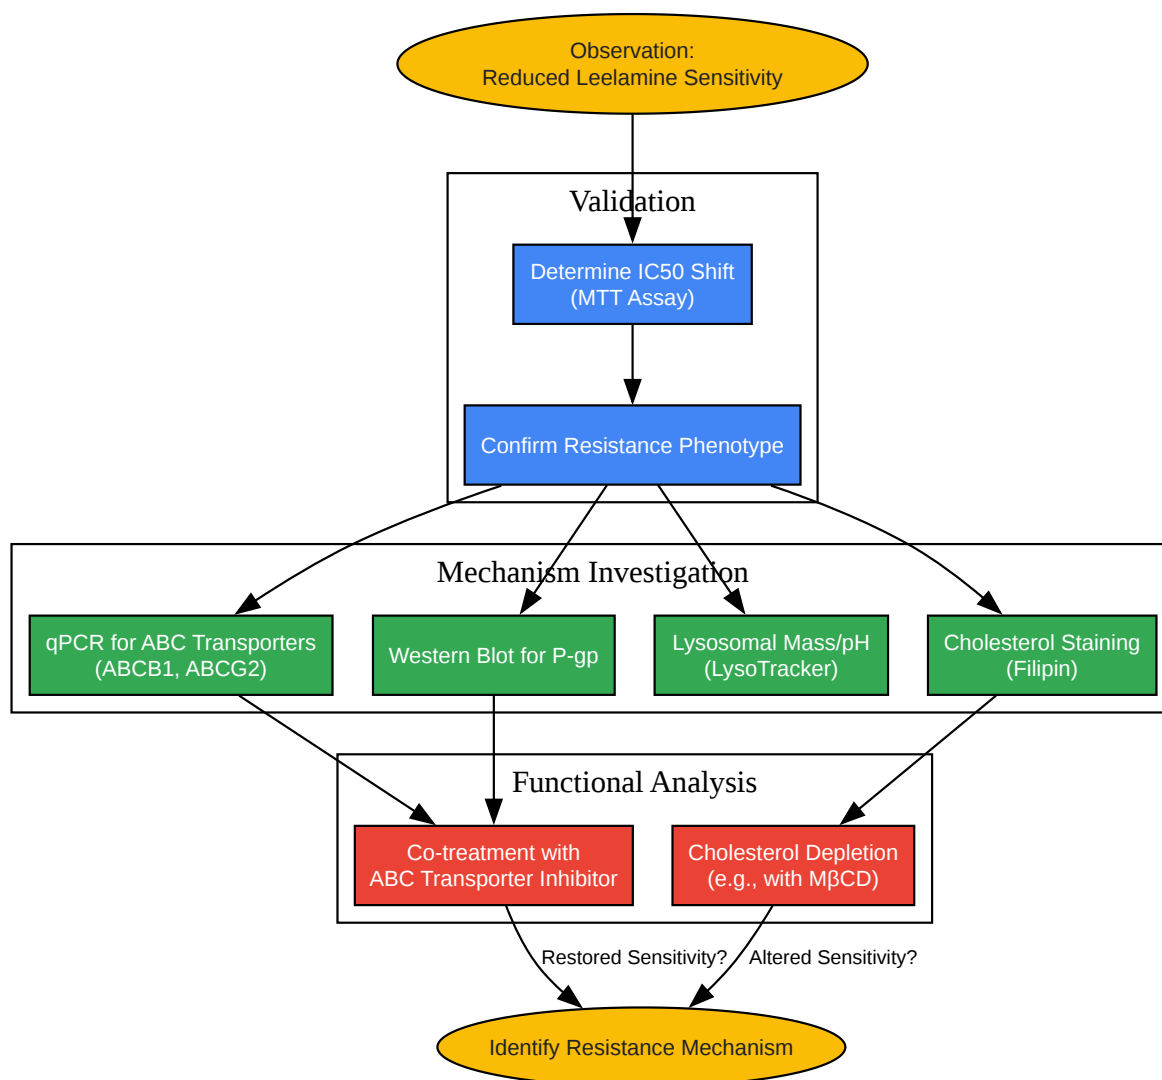 Observation:
Reduced Leelamine Sensitivity
Validation
Determine IC50 Shift
(MTT Assay)
Confirm Resistance Phenotype
Mechanism Investigation
qPCR for ABC Transporters
(ABCB1, ABCG2)
Western Blot for P-gp
Lysosomal Mass/pH
(LysoTracker)
Cholesterol Staining
(Filipin)
Functional Analysis
Co-treatment with
ABC Transporter Inhibitor
Cholesterol Depletion
(e.g., with MβCD)
Restored Sensitivity?
Altered Sensitivity?
Identify Resistance Mechanism